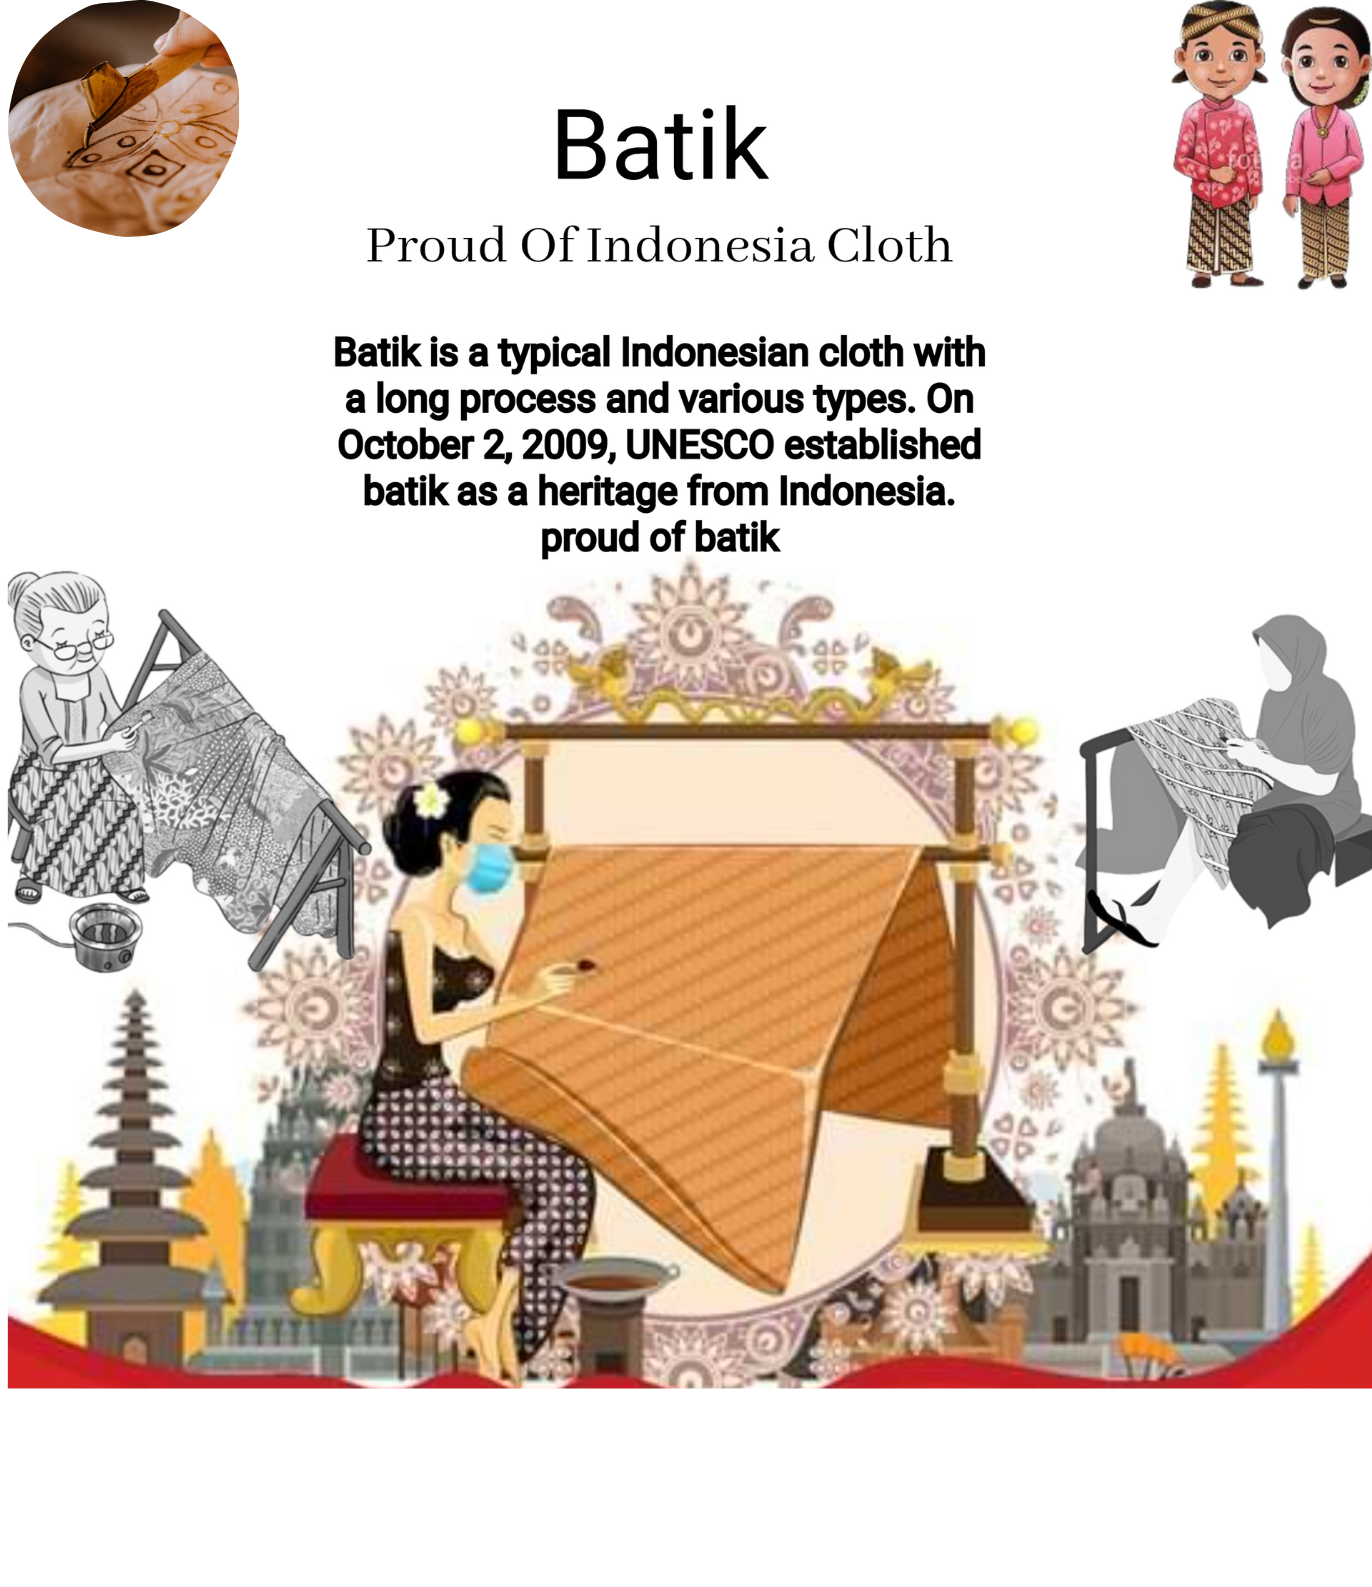 Batik
Proud Of Indonesia Cloth
Batik is a typical Indonesian cloth with
a long process and various types. On
October 2, 2009, UNESCO established
batik as a heritage from Indonesia.
proud of batik